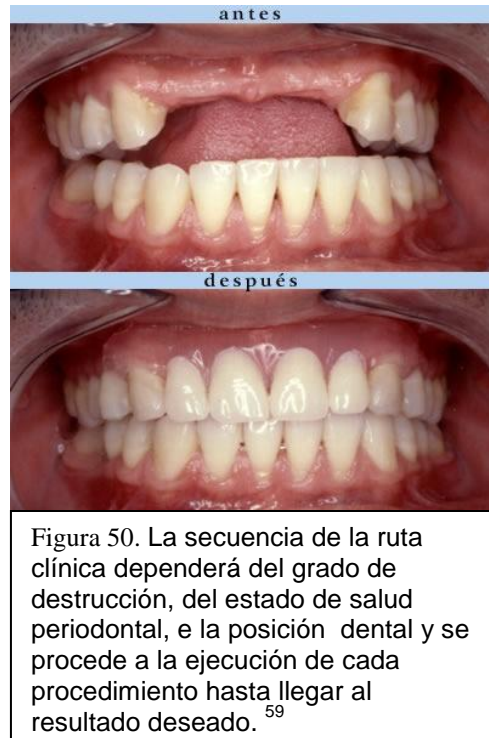 antes
después
Figura 50. La secuencia de la ruta
clínica dependerá del grado de
destrucción, del estado de salud
periodontal, e la posición dental y se
procede a la ejecución de cada
procedimiento hasta llegar al
resultado deseado. 59